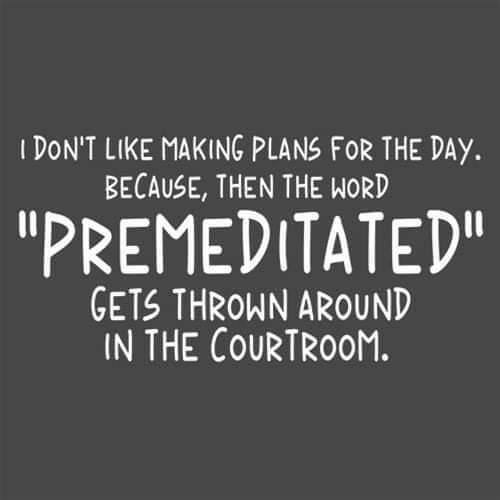 I DON'T LIKE MAKING PLANS FOR THE DAY.
BECAUSE, THEN THE WORD
"PREMEDITATED"
GETS THROWN AROUND
IN THE COURTROOM.